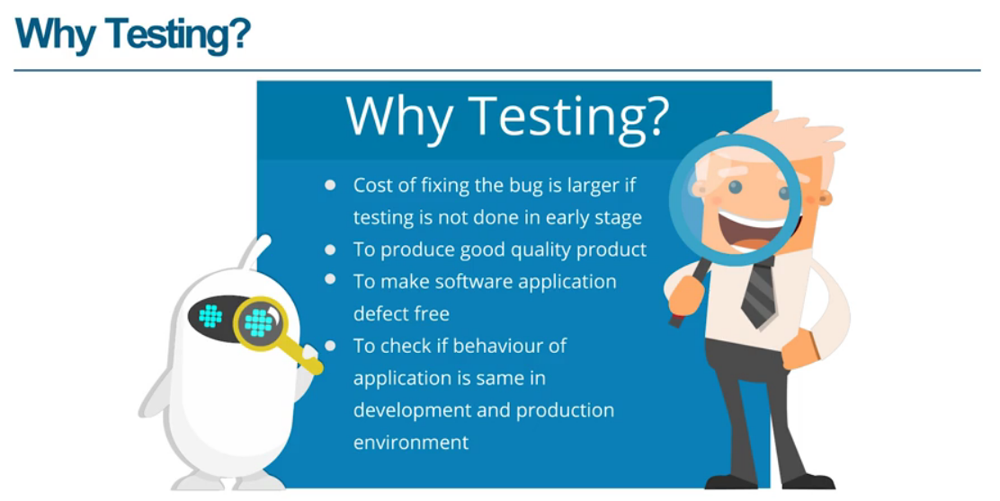 Why Testing?
Why Testing?
● Cost of fixing the bug is larger if
testing is not done in early stage
● To produce good quality product
● To make software application
defect free
● To check if behaviour of
application is same in
development and production
environment